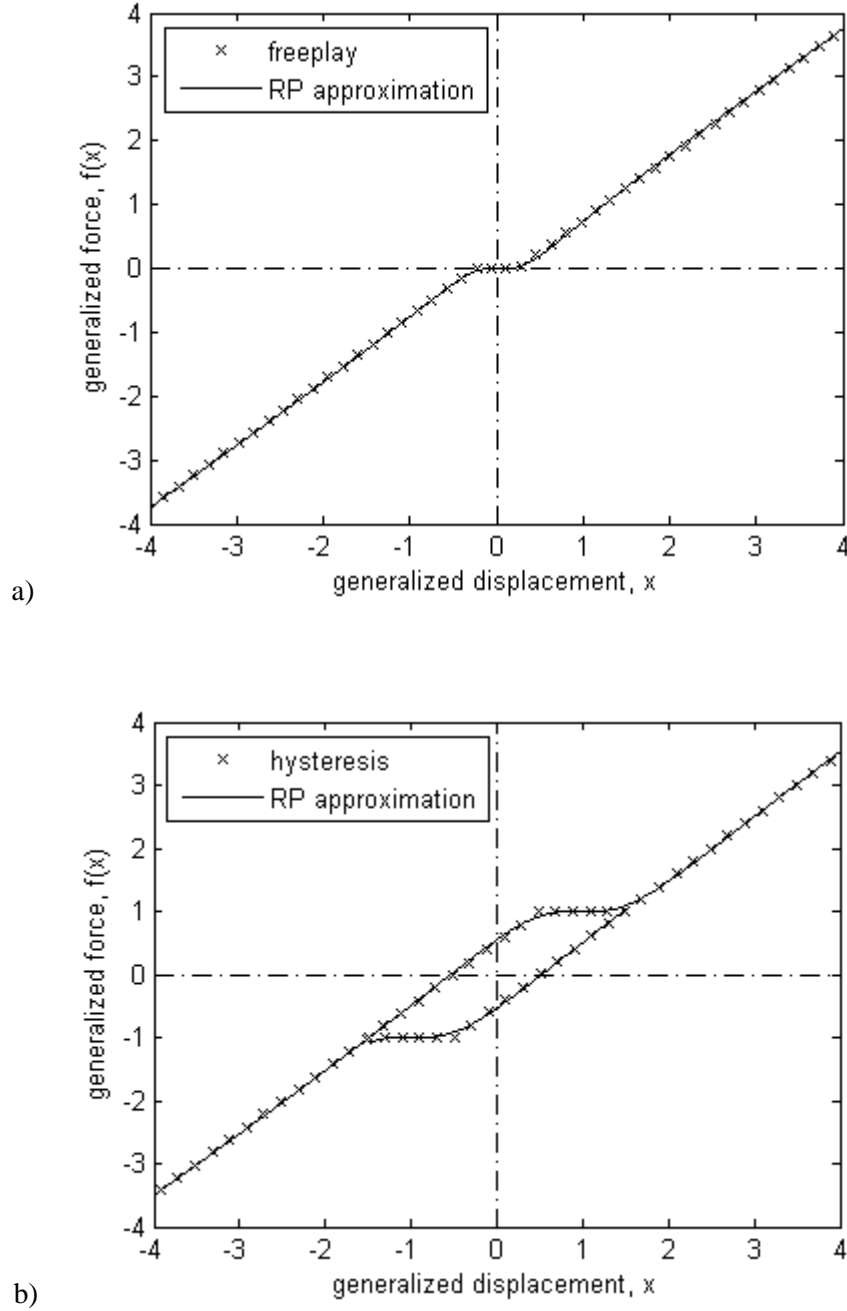 4
freeplay
RP approximation
3
2
1
0
-1
-2
-3
-4
generalized force, f(x)
-4 -3 -2 -1 0 1 2 3 4
generalized displacement, x
a)
4
hysteresis
RP approximation
3
2
1
0
-1
-2
-3
-4
generalized force, f(x)
-4 -3 -2 -1 0 1 2 3 4
generalized displacement, x
b)